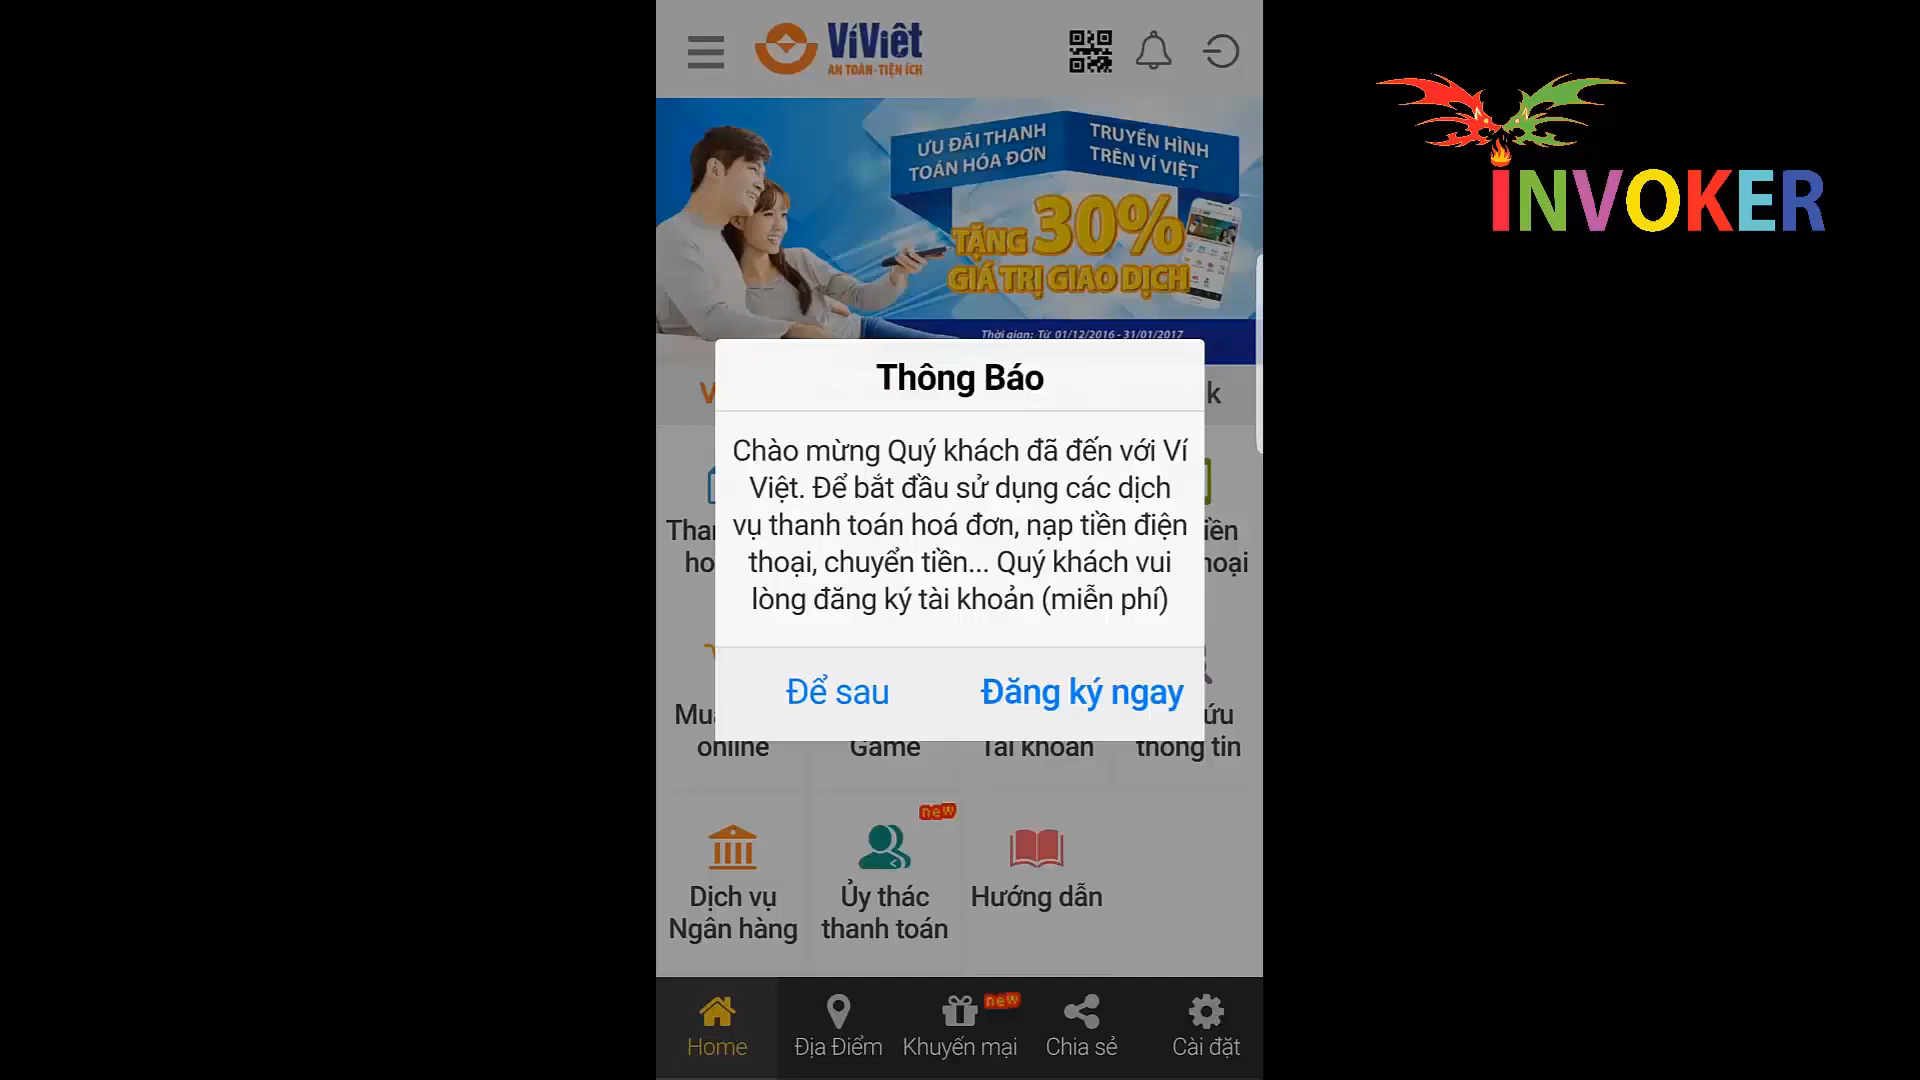 VíViệt
AN TOÀN-TIỆN ÍCH
INVOKER
ƯU ĐÃI THANH
TOÁN HÓA ĐƠN
TRUYỀN HÌNH
TRÊN VÍ VIỆT
TẶNG 30%
GIÁ TRỊ GIAO DỊCH
Thời gian: Từ 01/12/2016 - 31/01/2017
Thông Báo
Chào mừng Quý khách đã đến với Ví
Việt. Để bắt đầu sử dụng các dịch
vụ thanh toán hoá đơn, nạp tiền điện
thoại, chuyển tiền... Quý khách vui
lòng đăng ký tài khoản (miễn phí)
Để sau
Đăng ký ngay
online
Game
Tài khoản
thông tin
new
Dịch vụ
Ngân hàng
Ủy thác
thanh toán
Hướng dẫn
new
Home
Địa Điểm
Khuyến mại
Chia sẻ
Cài đặt